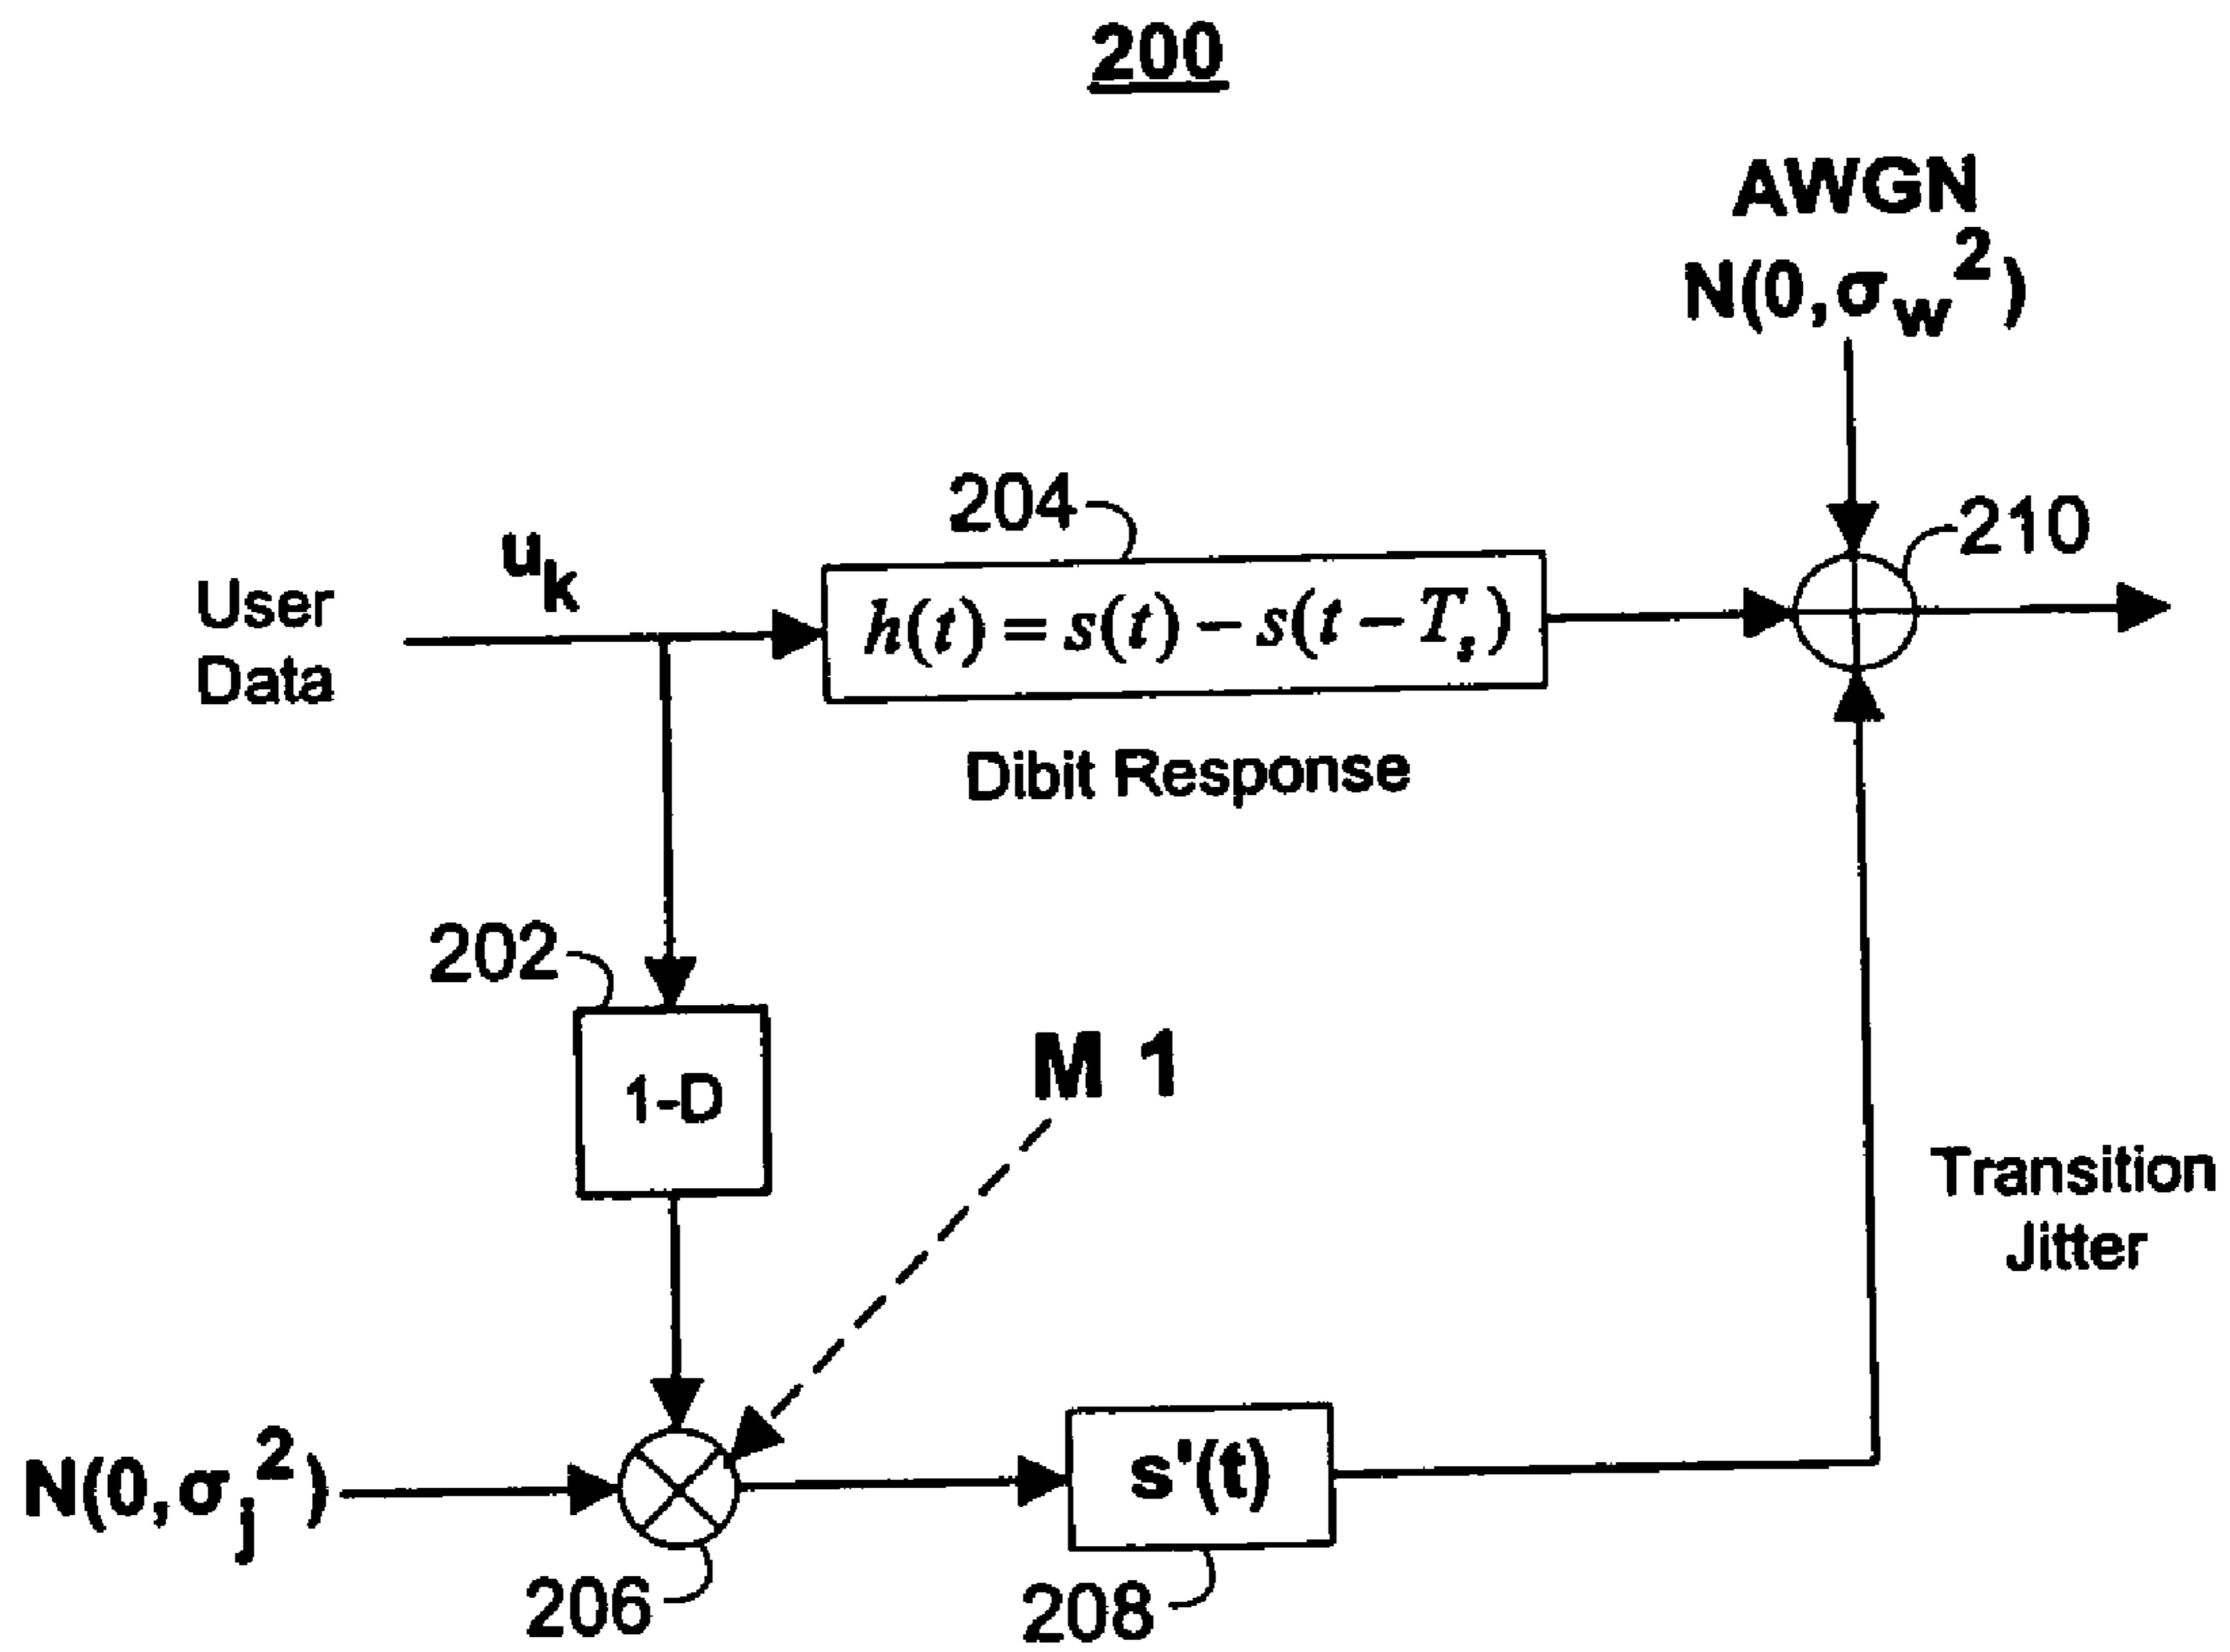 200
AWGN
N(0,σw²)
204
210
uk
User
Data
h(t) = s(t) − s(t − Ts)
Dibit Response
202
1-D
M 1
Transition
Jitter
N(0,σj²)
s'(t)
206
208